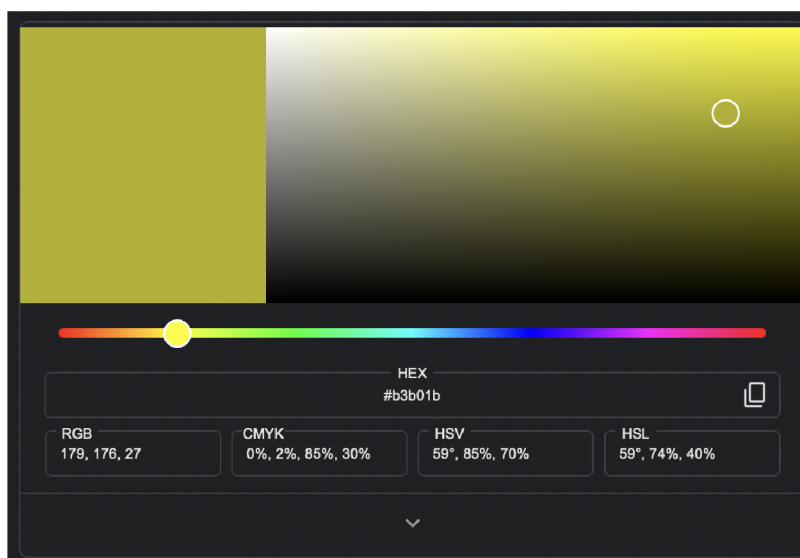 HEX
#b3b01b
RGB
179, 176, 27
CMYK
0%, 2%, 85%, 30%
HSV
59°, 85%, 70%
HSL
59°, 74%, 40%